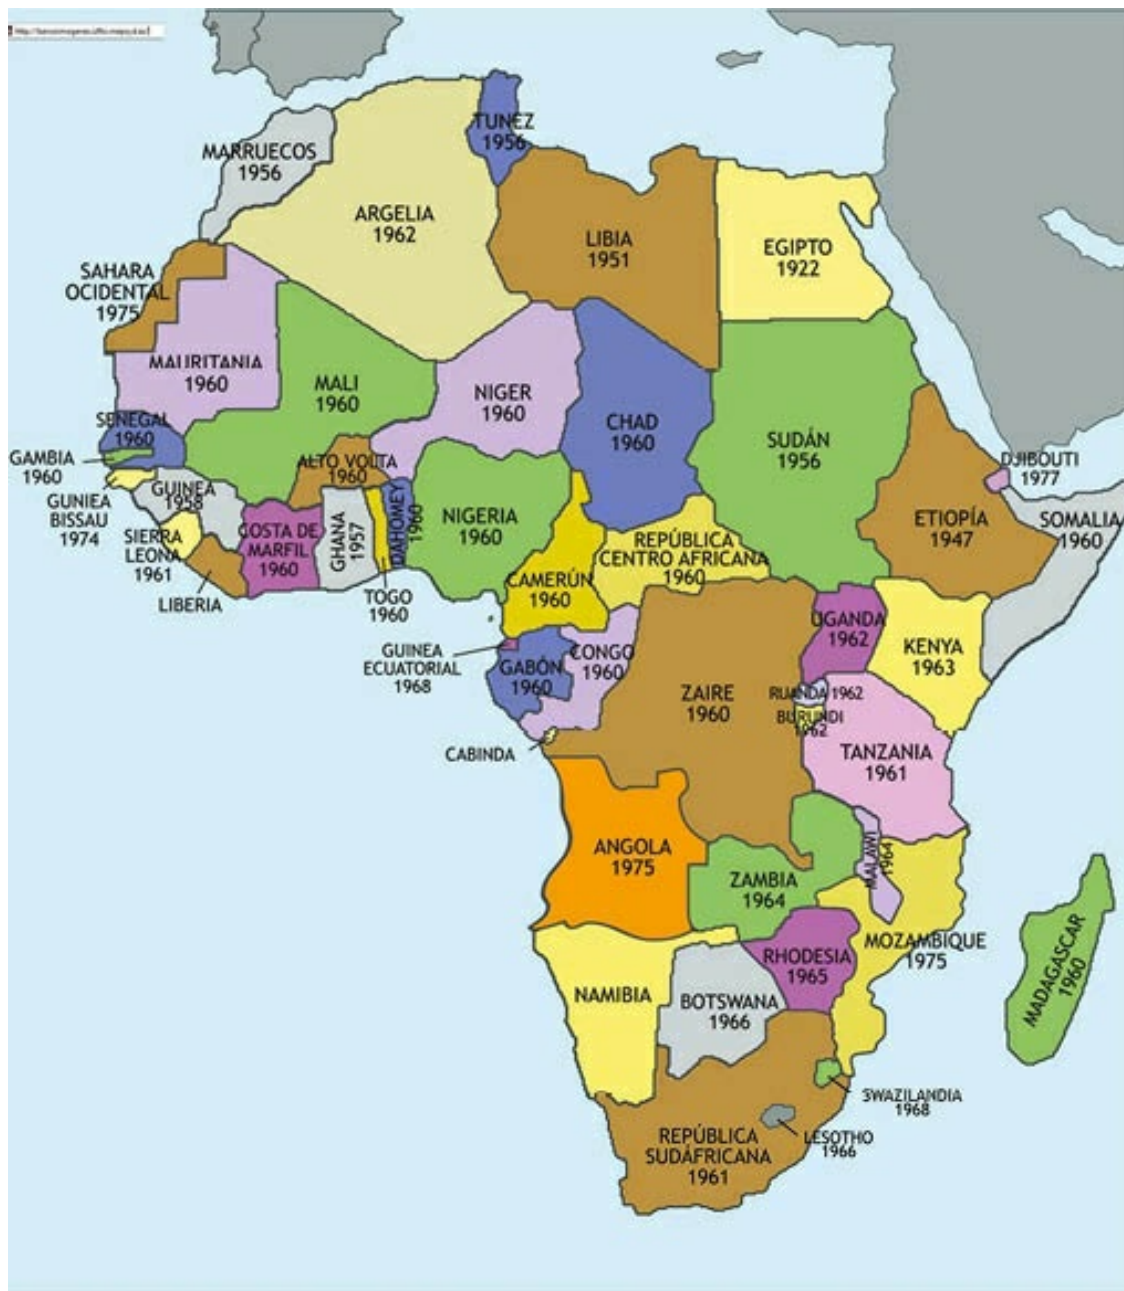 TUNEZ
1956
MARRUECOS
1956
ARGELIA
1962
LIBIA
1951
EGIPTO
1922
SAHARA
OCIDENTAL
1975
MAURITANIA
1960
MALI
1960
NIGER
1960
CHAD
1960
SUDÁN
1956
SENEGAL
1960
GAMBIA
1960
ALTO VOLTA
1960
DJIBOUTI
1977
GUNIEA
BISSAU
1974
GUINEA
1958
ETIOPÍA
1947
SOMALIA
1960
SIERRA
LEONA
1961
COSTA DE
MARFIL
1960
GHANA
1957
DAHOMEY
1960
NIGERIA
1960
REPÚBLICA
CENTRO AFRICANA
1960
LIBERIA
TOGO
1960
CAMERÚN
1960
UGANDA
1962
KENYA
1963
GUINEA
ECUATORIAL
1968
GABÓN
1960
CONGO
1960
ZAIRE
1960
RUANDA 1962
BURUNDI
1962
CABINDA
TANZANIA
1961
ANGOLA
1975
ZAMBIA
1964
MALAWI
1964
MOZAMBIQUE
1975
MADAGASCAR
1960
RHODESIA
1965
NAMIBIA
BOTSWANA
1966
SWAZILANDIA
1968
REPÚBLICA
SUDÁFRICANA
1961
LESOTHO
1966